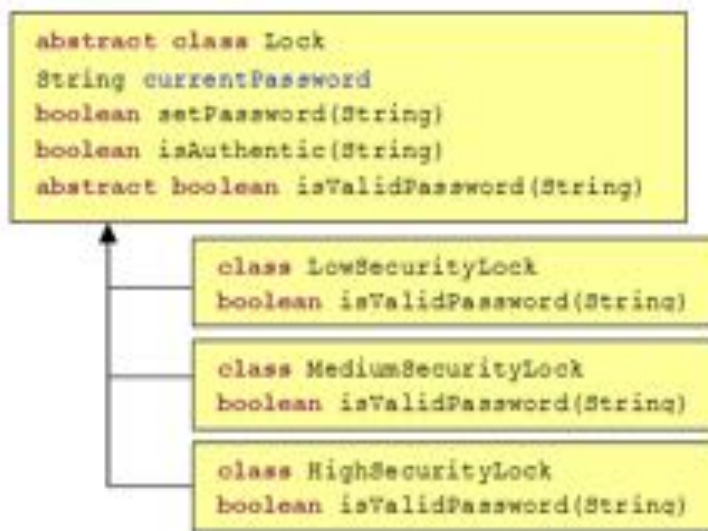 abstract class Lock
String currentPassword
boolean setPassword(String)
boolean isAuthentic(String)
abstract boolean isValidPassword(String)
class LowSecurityLock
boolean isValidPassword(String)
class MediumSecurityLock
boolean isValidPassword(String)
class HighSecurityLock
boolean isValidPassword(String)